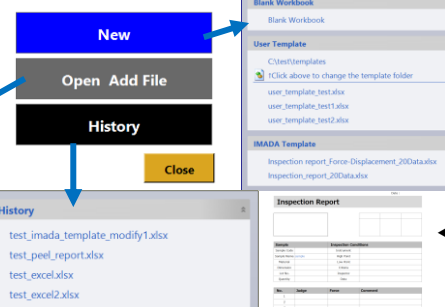 New
Open Add File
History
Close
Blank Workbook
Blank Workbook
User Template
C\test\templates
↑Click above to change the template folder
user_template_test.xlsx
user_template_test1.xlsx
user_template_test2.xlsx
IMADA Template
Inspection report_Force-Displacement_20Data.xlsx
Inspection_report_20Data.xlsx
History
test_imada_template_modify1.xlsx
test_peel_report.xlsx
test_excel.xlsx
test_excel2.xlsx
Inspection Report
Sample
Inspection Conditions
No. Judge Force Comment